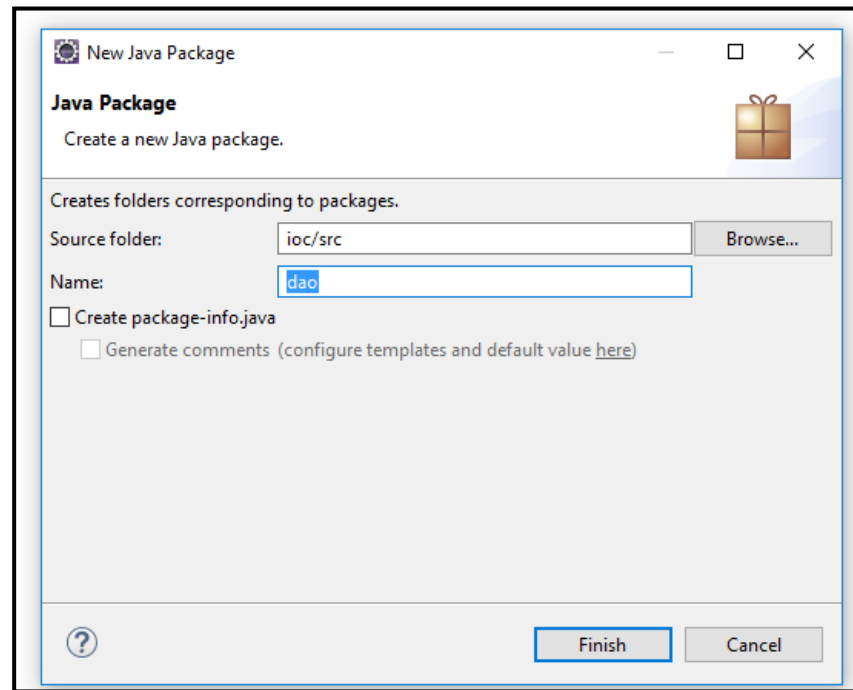 New Java Package
Java Package
Create a new Java package.
Creates folders corresponding to packages.
Source folder: ioc/src Browse...
Name: dao
Create package-info.java
Generate comments (configure templates and default value here)
? Finish Cancel